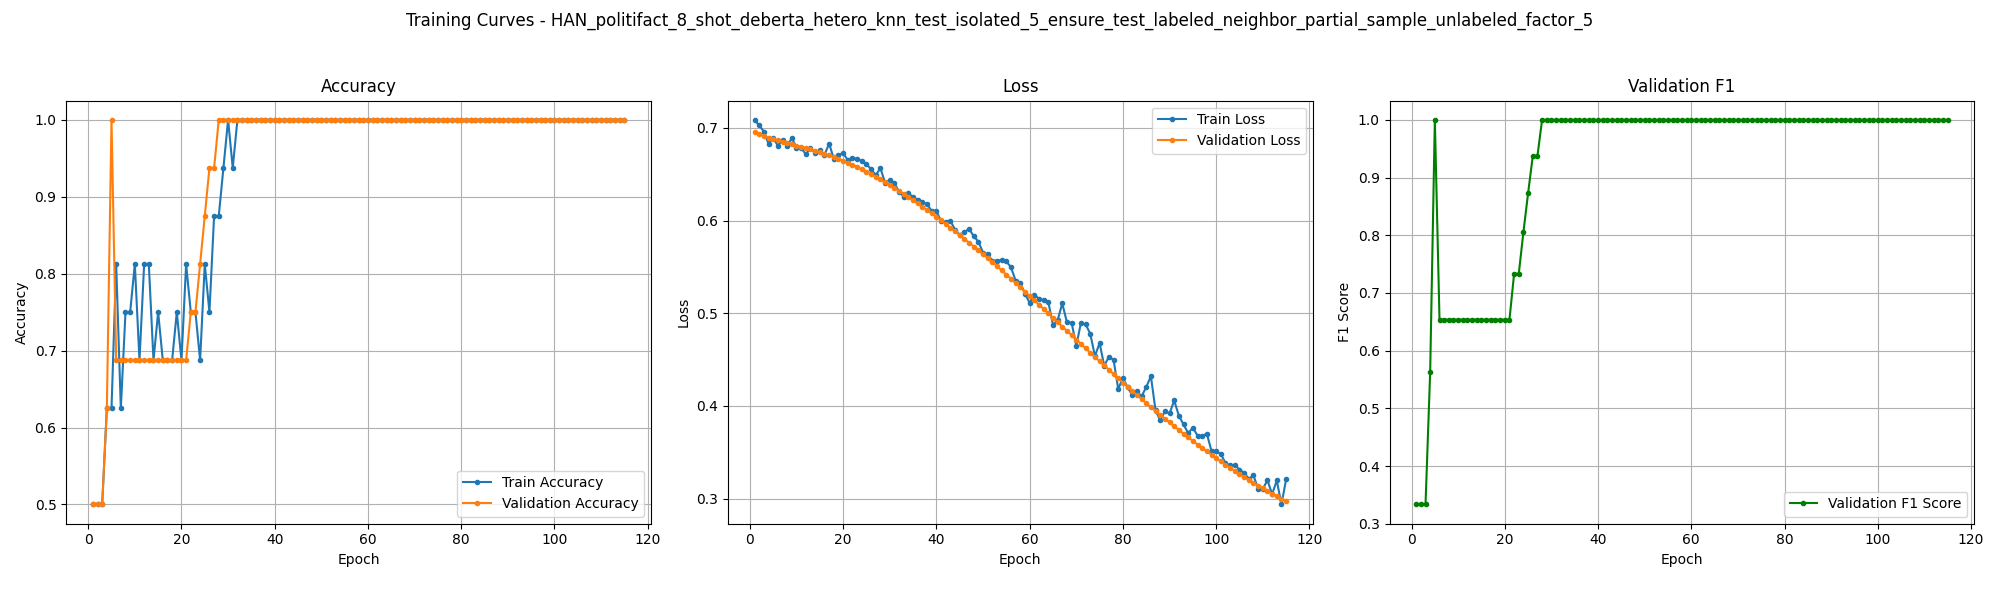 Training Curves - HAN_politifact_8_shot_deberta_hetero_knn_test_isolated_5_ensure_test_labeled_neighbor_partial_sample_unlabeled_factor_5
Accuracy
1.0
0.9
0.8
0.7
0.6
0.5
Accuracy
Train Accuracy
Validation Accuracy
0 20 40 60 80 100 120
Epoch
Loss
0.7
0.6
0.5
0.4
0.3
Loss
Train Loss
Validation Loss
0 20 40 60 80 100 120
Epoch
Validation F1
1.0
0.9
0.8
0.7
0.6
0.5
0.4
0.3
F1 Score
Validation F1 Score
0 20 40 60 80 100 120
Epoch